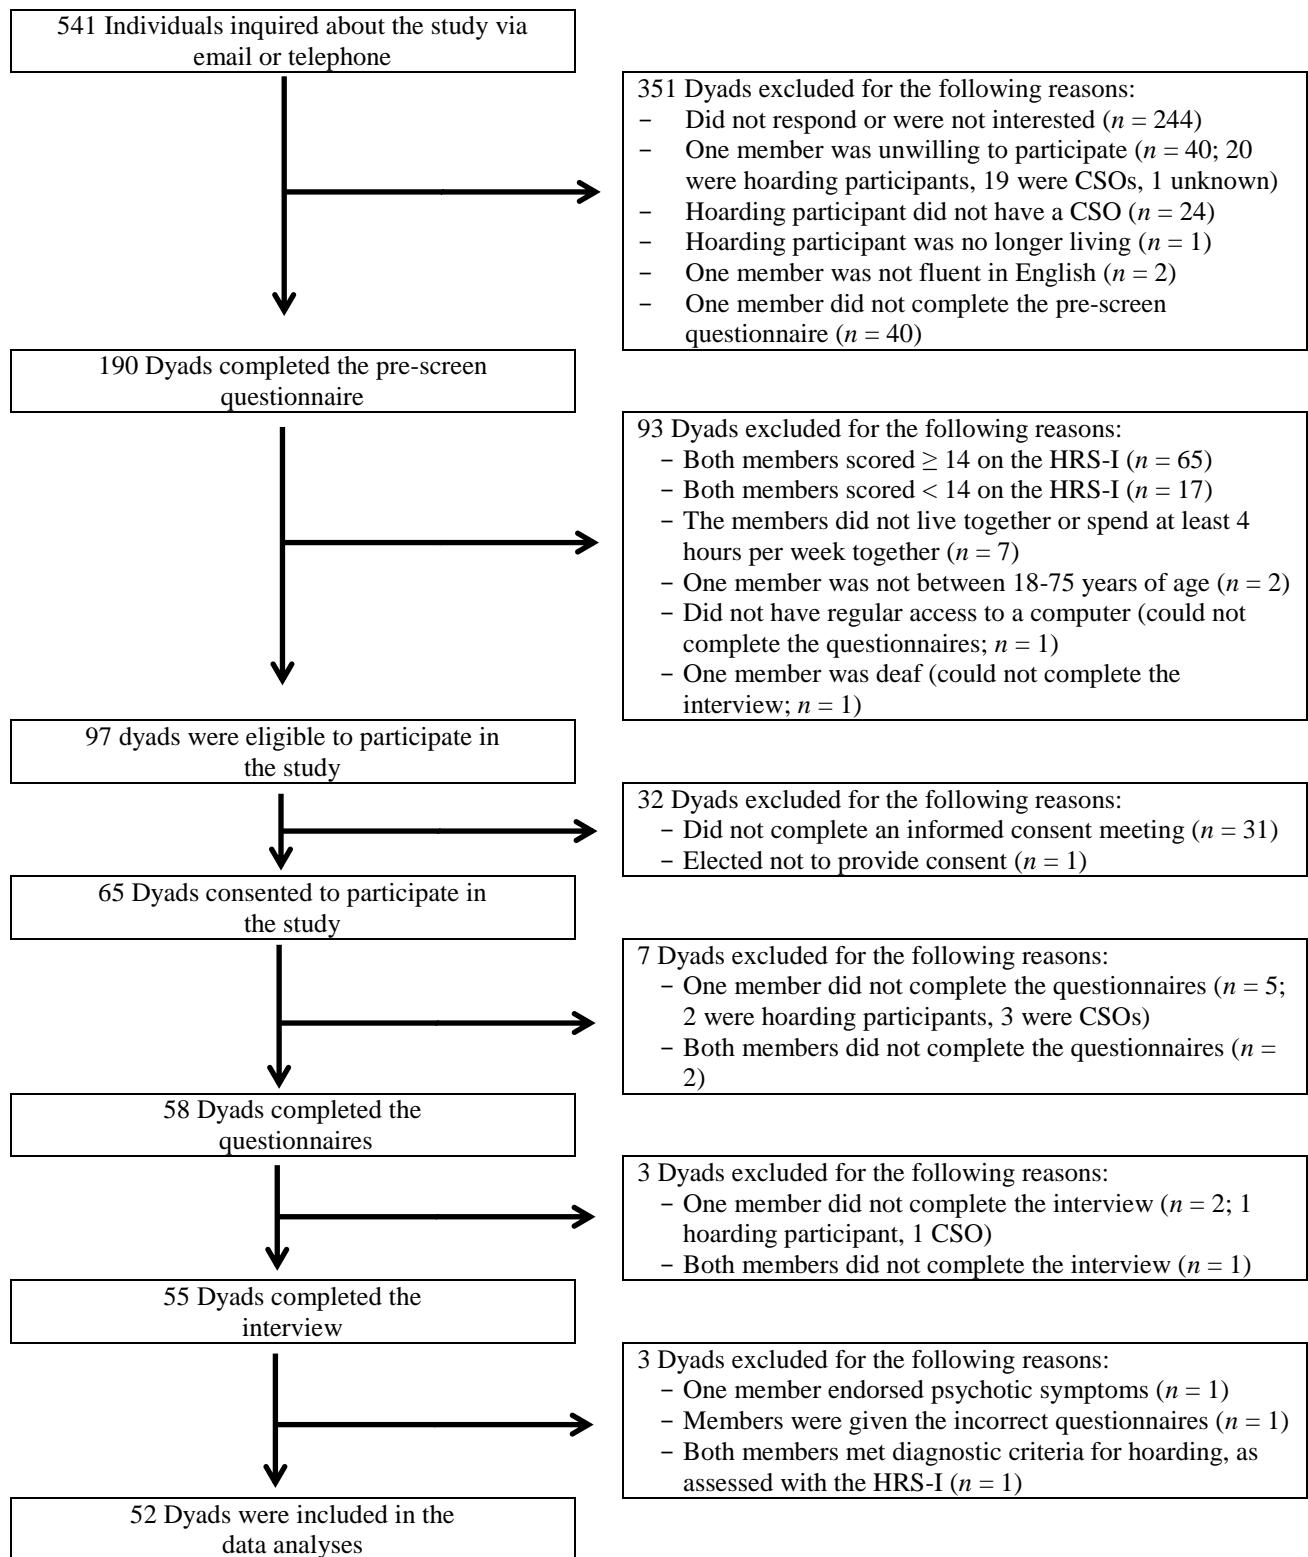 541 Individuals inquired about the study via
email or telephone
351 Dyads excluded for the following reasons:
− Did not respond or were not interested (n = 244)
− One member was unwilling to participate (n = 40; 20
were hoarding participants, 19 were CSOs, 1 unknown)
− Hoarding participant did not have a CSO (n = 24)
− Hoarding participant was no longer living (n = 1)
− One member was not fluent in English (n = 2)
− One member did not complete the pre-screen
questionnaire (n = 40)
190 Dyads completed the pre-screen
questionnaire
93 Dyads excluded for the following reasons:
− Both members scored ≥ 14 on the HRS-I (n = 65)
− Both members scored < 14 on the HRS-I (n = 17)
− The members did not live together or spend at least 4
hours per week together (n = 7)
− One member was not between 18-75 years of age (n = 2)
− Did not have regular access to a computer (could not
complete the questionnaires; n = 1)
− One member was deaf (could not complete the
interview; n = 1)
97 dyads were eligible to participate in
the study
32 Dyads excluded for the following reasons:
− Did not complete an informed consent meeting (n = 31)
− Elected not to provide consent (n = 1)
65 Dyads consented to participate in
the study
7 Dyads excluded for the following reasons:
− One member did not complete the questionnaires (n = 5;
2 were hoarding participants, 3 were CSOs)
− Both members did not complete the questionnaires (n =
2)
58 Dyads completed the
questionnaires
3 Dyads excluded for the following reasons:
− One member did not complete the interview (n = 2; 1
hoarding participant, 1 CSO)
− Both members did not complete the interview (n = 1)
55 Dyads completed the
interview
3 Dyads excluded for the following reasons:
− One member endorsed psychotic symptoms (n = 1)
− Members were given the incorrect questionnaires (n = 1)
− Both members met diagnostic criteria for hoarding, as
assessed with the HRS-I (n = 1)
52 Dyads were included in the
data analyses